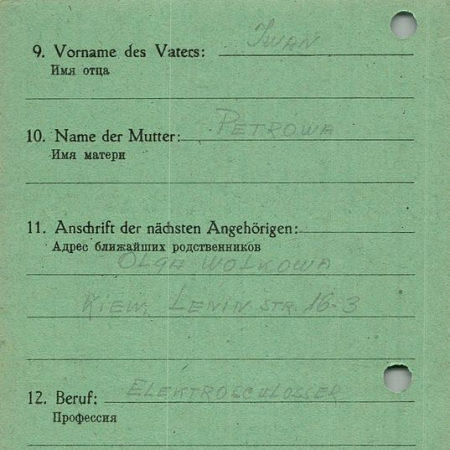 9. Vorname des Vaters: Iwan
Имя отца
10. Name der Mutter: Petrowa
Имя матери
11. Anschrift der nächsten Angehörigen:
Адрес ближайших родственников
Olga Wolkowa
Kiew, Lenin str. 16-3
12. Beruf: Elektroschlosser
Профессия